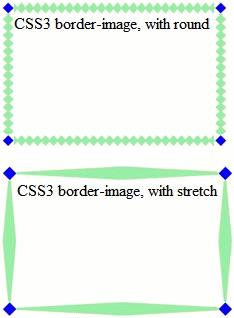 CSS3 border-image, with round
CSS3 border-image, with stretch